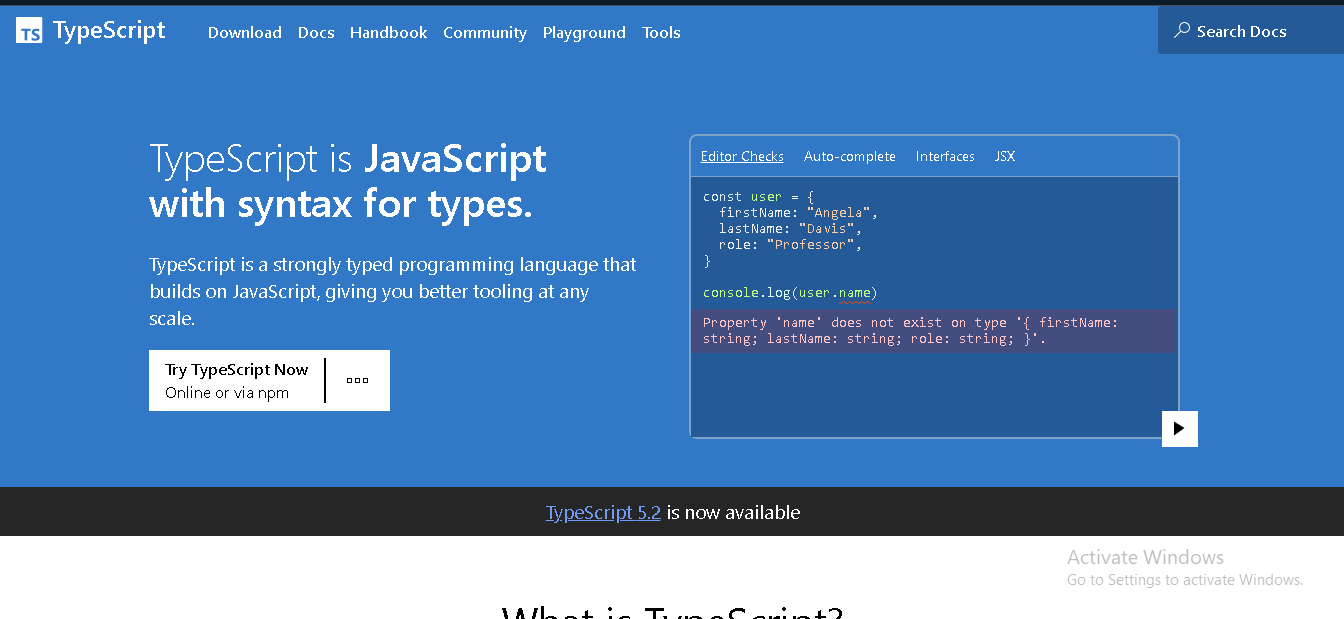 TS TypeScript
Download Docs Handbook Community Playground Tools
Search Docs
TypeScript is JavaScript
with syntax for types.
TypeScript is a strongly typed programming language that
builds on JavaScript, giving you better tooling at any
scale.
Try TypeScript Now
Online or via npm
Editor Checks Auto-complete Interfaces JSX
const user = {
  firstName: "Angela",
  lastName: "Davis",
  role: "Professor",
}
console.log(user.name)
Property 'name' does not exist on type '{ firstName:
string; lastName: string; role: string; }'.
TypeScript 5.2 is now available
Activate Windows
Go to Settings to activate Windows.
What is TypeScript?